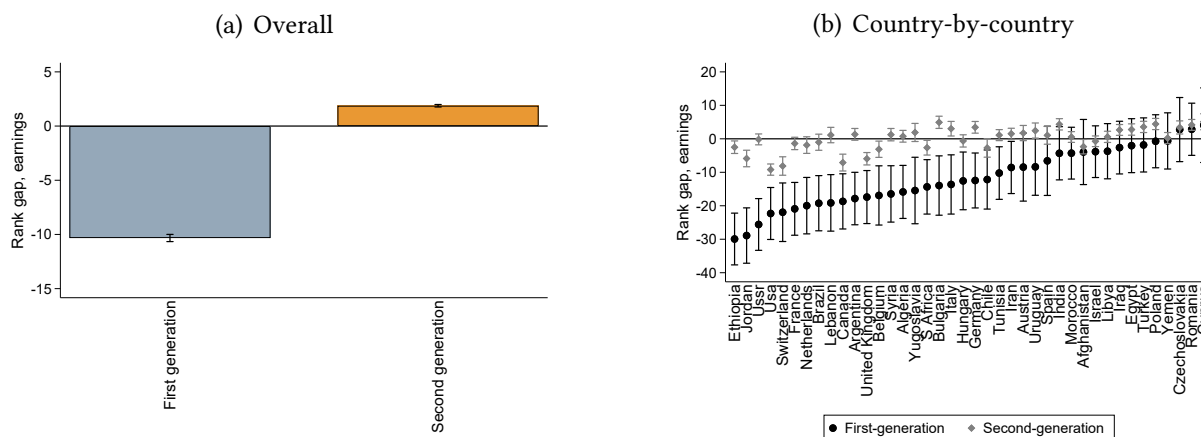 (a) Overall
5
0
-5
-10
-15
Rank gap, earnings
First generation
Second generation
(b) Country-by-country
20
10
0
-10
-20
-30
-40
Rank gap, earnings
Ethiopia
Jordan
Ussr
Usa
Switzerland
France
Netherlands
Brazil
Lebanon
Canada
Argentina
United Kingdom
Belgium
Syria
Algeria
Yugoslavia
S Africa
Bulgaria
Italy
Hungary
Germany
Chile
Tunisia
Iran
Austria
Uruguay
Spain
India
Morocco
Afghanistan
Israel
Libya
Iraq
Egypt
Turkey
Poland
Yemen
Czechoslovakia
Romania
First-generation
Second-generation